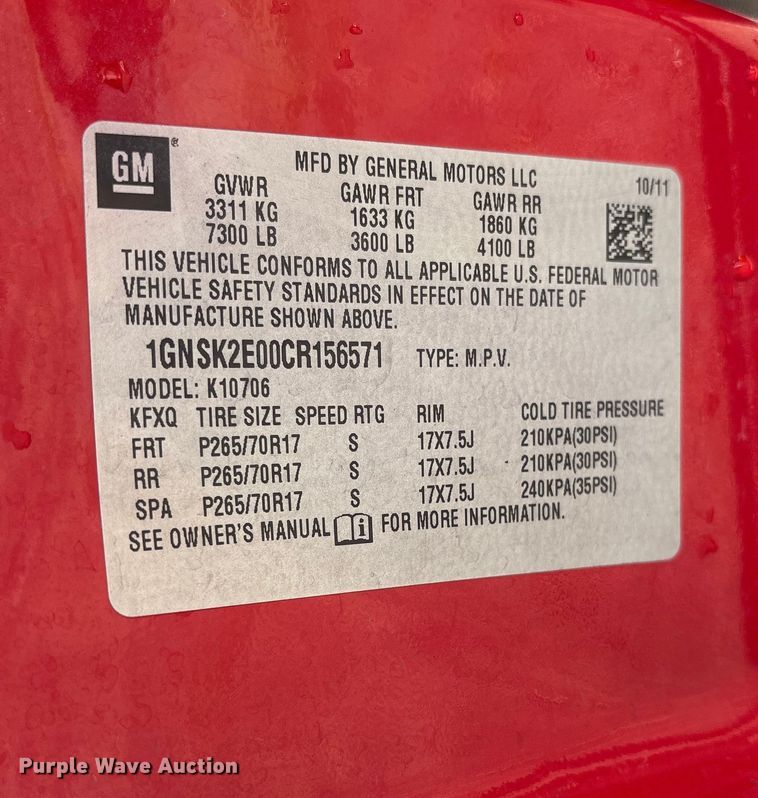 GM ®
MFD BY GENERAL MOTORS LLC
10/11
GVWR GAWR FRT GAWR RR
3311 KG 1633 KG 1860 KG
7300 LB 3600 LB 4100 LB
THIS VEHICLE CONFORMS TO ALL APPLICABLE U.S. FEDERAL MOTOR
VEHICLE SAFETY STANDARDS IN EFFECT ON THE DATE OF
MANUFACTURE SHOWN ABOVE.
1GNSK2E00CR156571 TYPE: M.P.V.
MODEL: K10706
KFXQ TIRE SIZE SPEED RTG RIM COLD TIRE PRESSURE
FRT P265/70R17 S 17X7.5J 210KPA(30PSI)
RR P265/70R17 S 17X7.5J 210KPA(30PSI)
SPA P265/70R17 S 17X7.5J 240KPA(35PSI)
SEE OWNER'S MANUAL i FOR MORE INFORMATION.
Purple Wave Auction